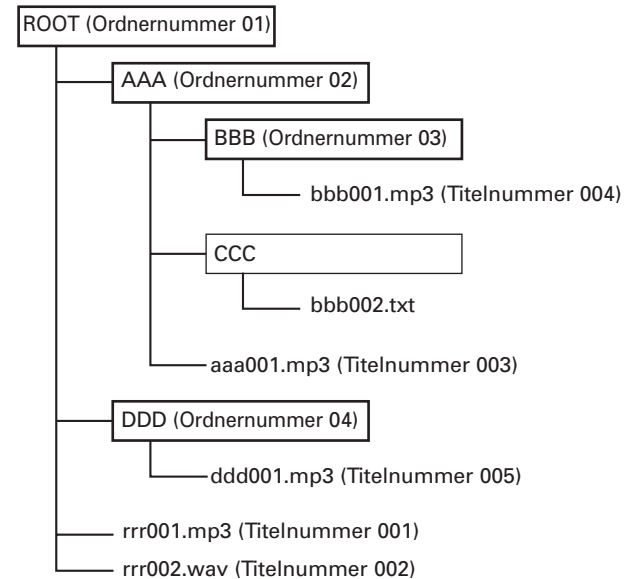 ROOT (Ordnernummer 01)
AAA (Ordnernummer 02)
BBB (Ordnernummer 03)
bbb001.mp3 (Titelnummer 004)
CCC
bbb002.txt
aaa001.mp3 (Titelnummer 003)
DDD (Ordnernummer 04)
ddd001.mp3 (Titelnummer 005)
rrr001.mp3 (Titelnummer 001)
rrr002.wav (Titelnummer 002)